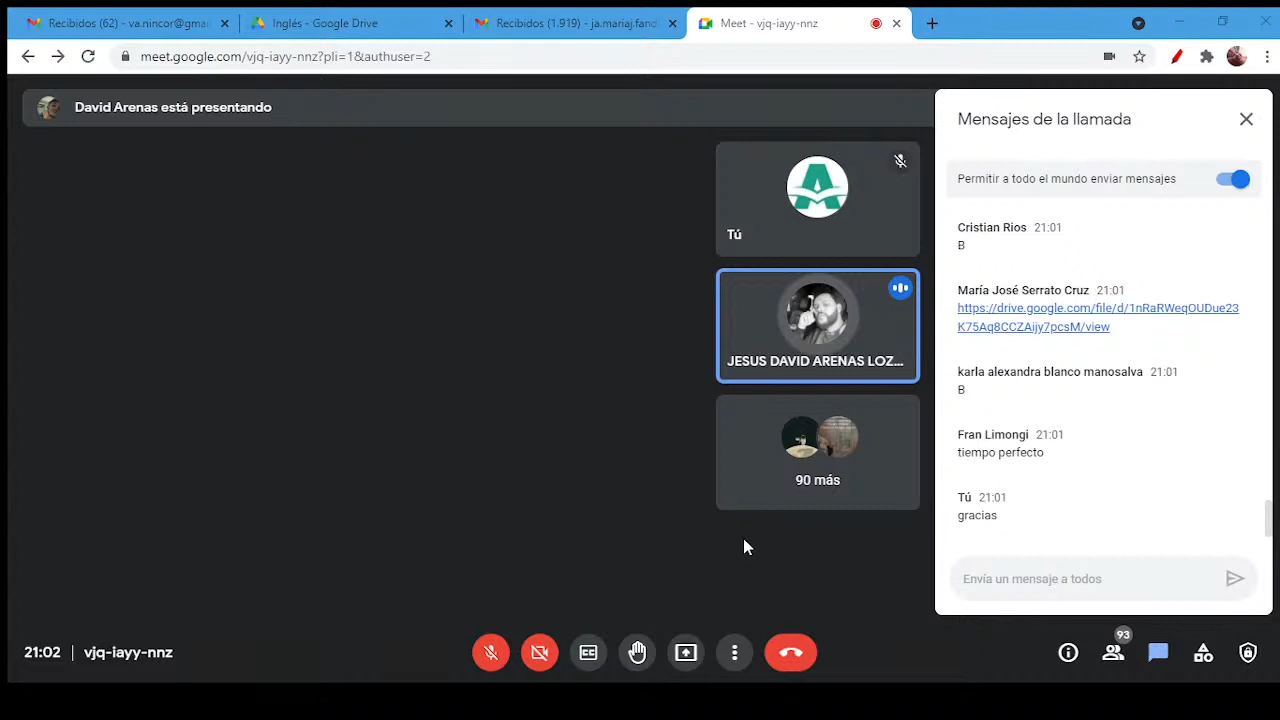 Recibidos (62) - va.nincor@gmai
Inglés - Google Drive
Recibidos (1.919) - ja.mariaj.fand
Meet - vjq-iayy-nnz
meet.google.com/vjq-iayy-nnz?pli=1&authuser=2
David Arenas está presentando
Tú
JESUS DAVID ARENAS LOZ...
90 más
Mensajes de la llamada
Permitir a todo el mundo enviar mensajes
Cristian Rios 21:01
B
María José Serrato Cruz 21:01
https://drive.google.com/file/d/1nRaRWeqOUDue23
K75Aq8CCZAijy7pcsM/view
karla alexandra blanco manosalva 21:01
B
Fran Limongi 21:01
tiempo perfecto
Tú 21:01
gracias
Envía un mensaje a todos
21:02 | vjq-iayy-nnz
93